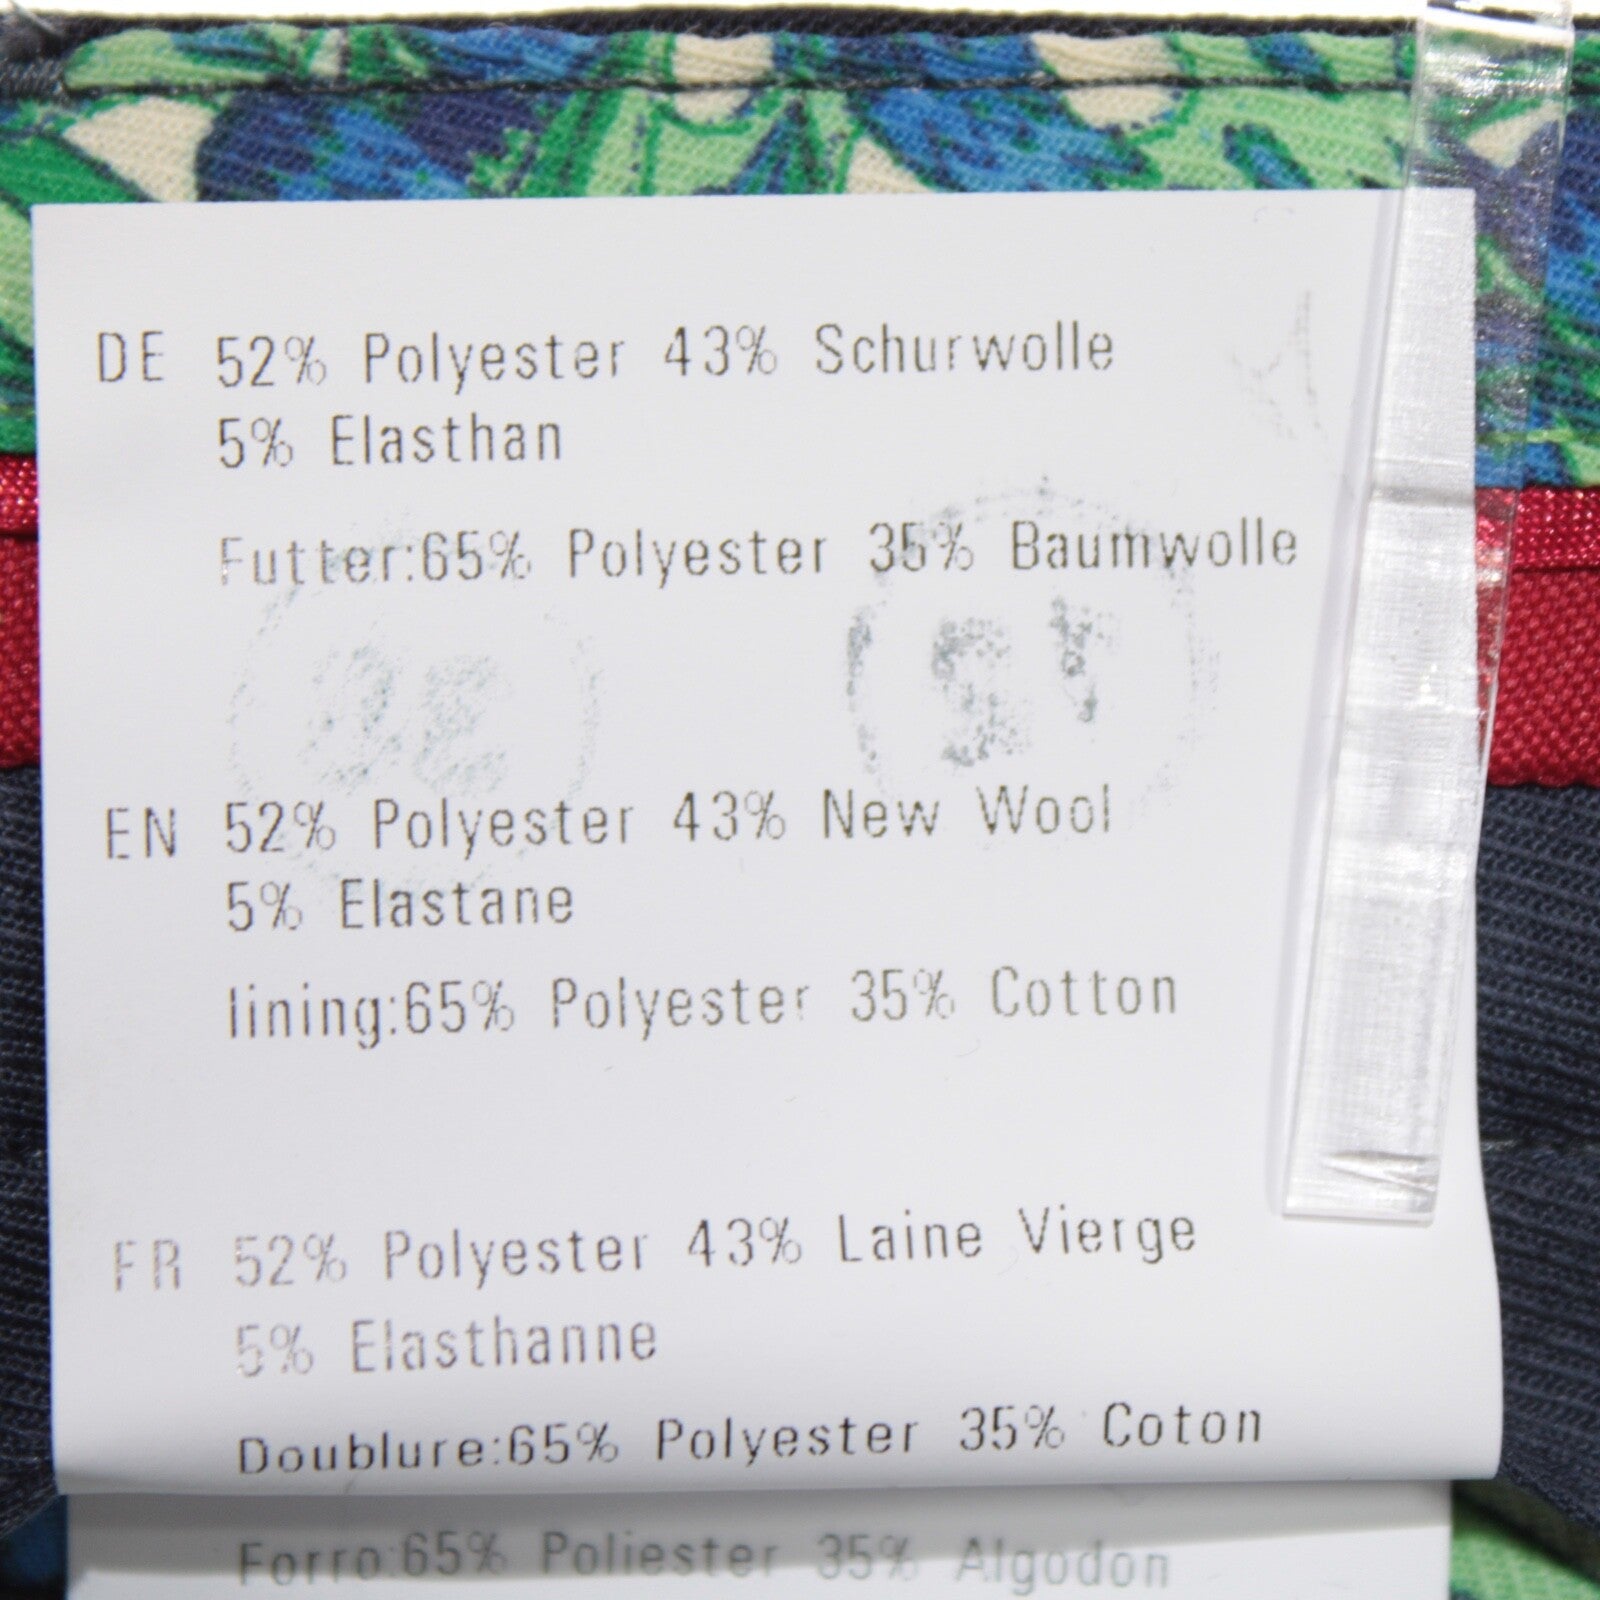 DE 52% Polyester 43% Schurwolle
5% Elasthan
Futter:65% Polyester 35% Baumwolle
EN 52% Polyester 43% New Wool
5% Elastane
lining:65% Polyester 35% Cotton
FR 52% Polyester 43% Laine Vierge
5% Elasthanne
Doublure:65% Polyester 35% Coton
Forro:65% Poliester 35% Algodon